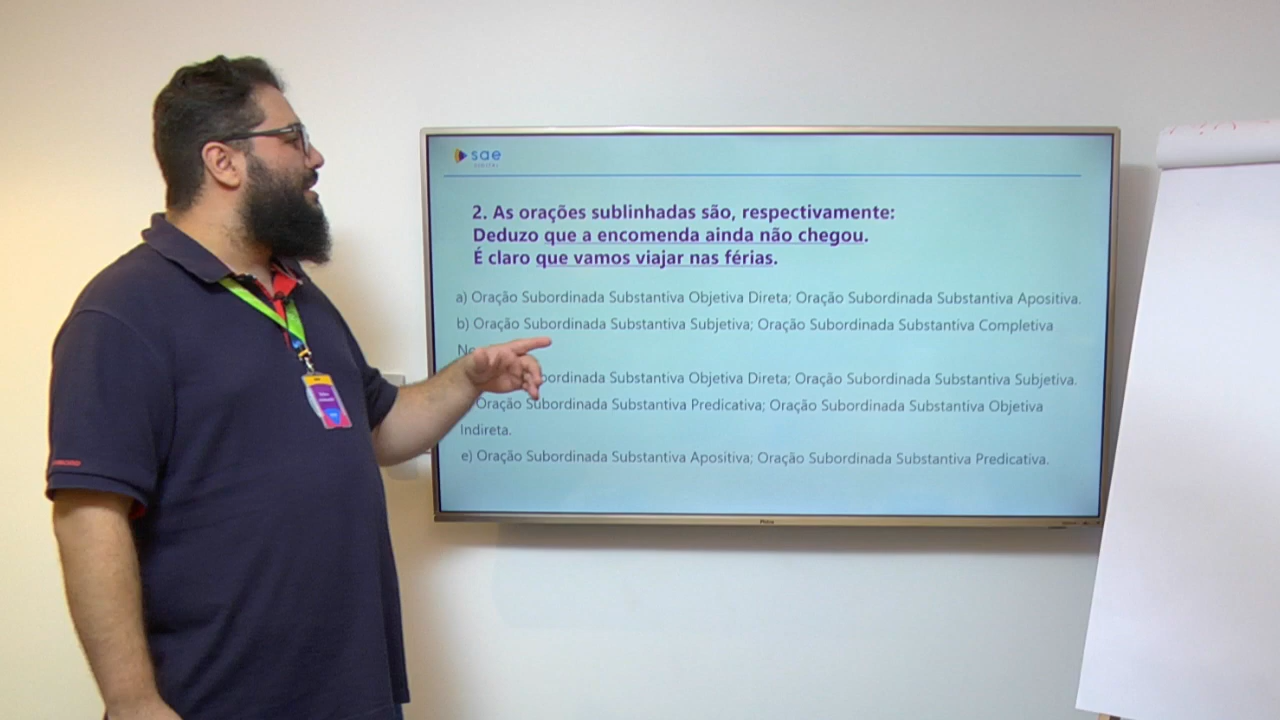 sae
2. As orações sublinhadas são, respectivamente:
Deduzo que a encomenda ainda não chegou.
É claro que vamos viajar nas férias.
a) Oração Subordinada Substantiva Objetiva Direta; Oração Subordinada Substantiva Apositiva.
b) Oração Subordinada Substantiva Subjetiva; Oração Subordinada Substantiva Completiva
Substantiva Objetiva Direta; Oração Subordinada Substantiva Subjetiva.
Oração Subordinada Substantiva Predicativa; Oração Subordinada Substantiva Objetiva
Indireta.
e) Oração Subordinada Substantiva Apositiva; Oração Subordinada Substantiva Predicativa.